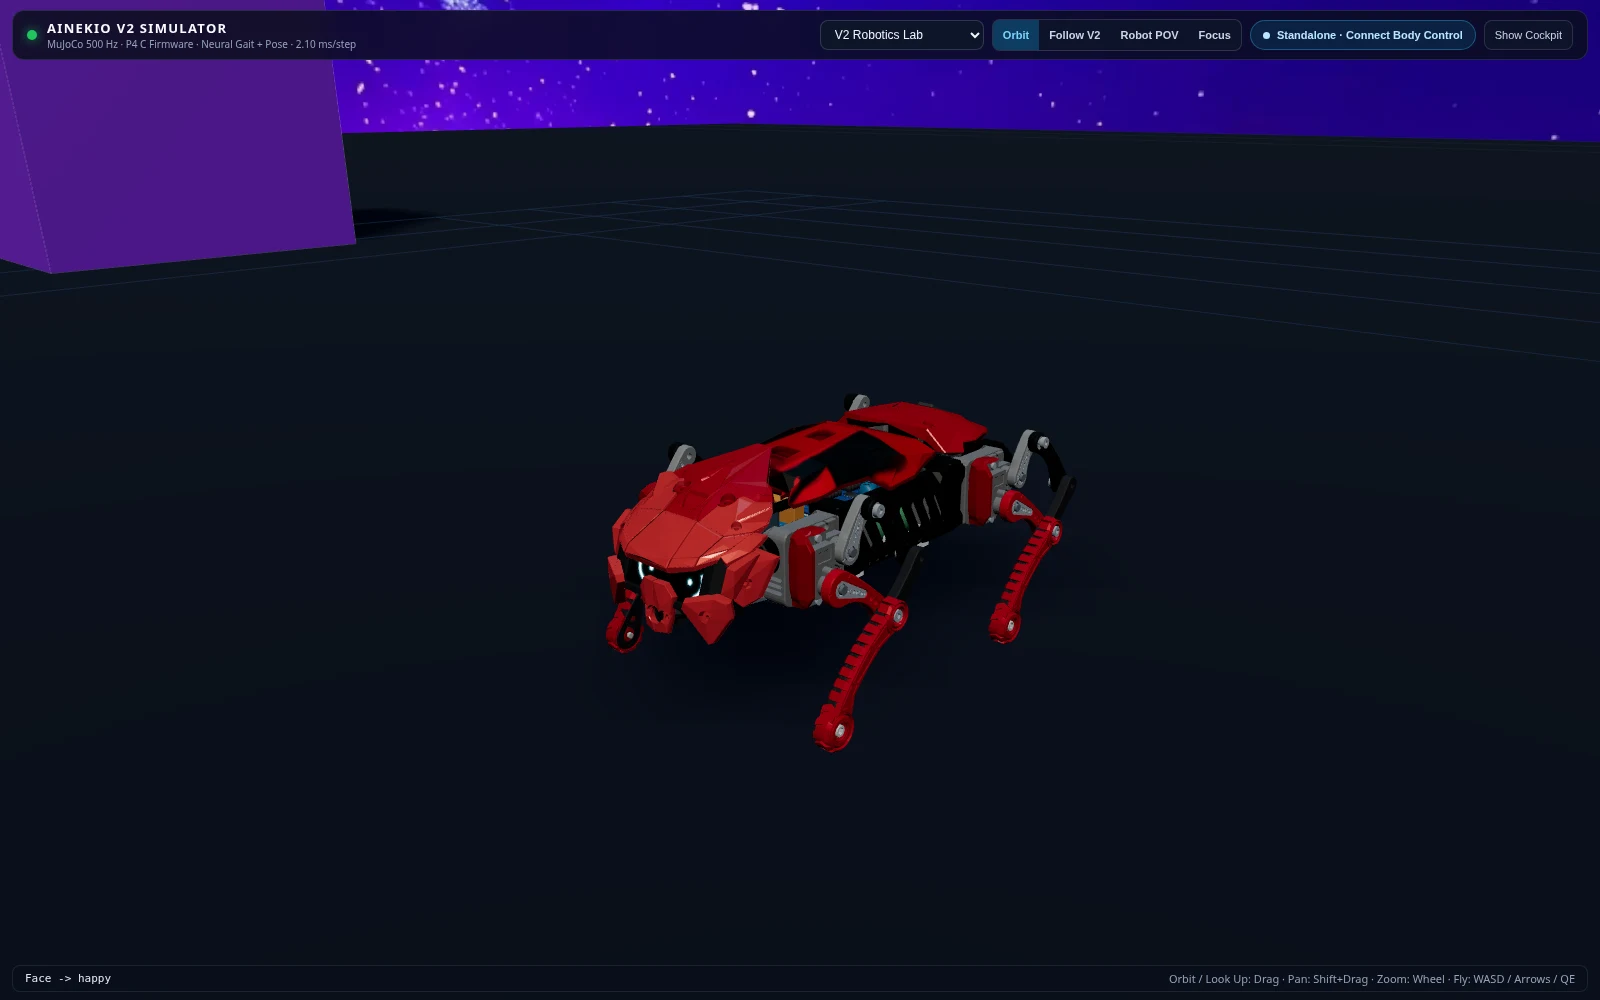 AINEKIO V2 SIMULATOR
MuJoCo 500 Hz · P4 C Firmware · Neural Gait + Pose · 2.10 ms/step
V2 Robotics Lab
Orbit
Follow V2
Robot POV
Focus
Standalone · Connect Body Control
Show Cockpit
Face -> happy
Orbit / Look Up: Drag · Pan: Shift+Drag · Zoom: Wheel · Fly: WASD / Arrows / QE